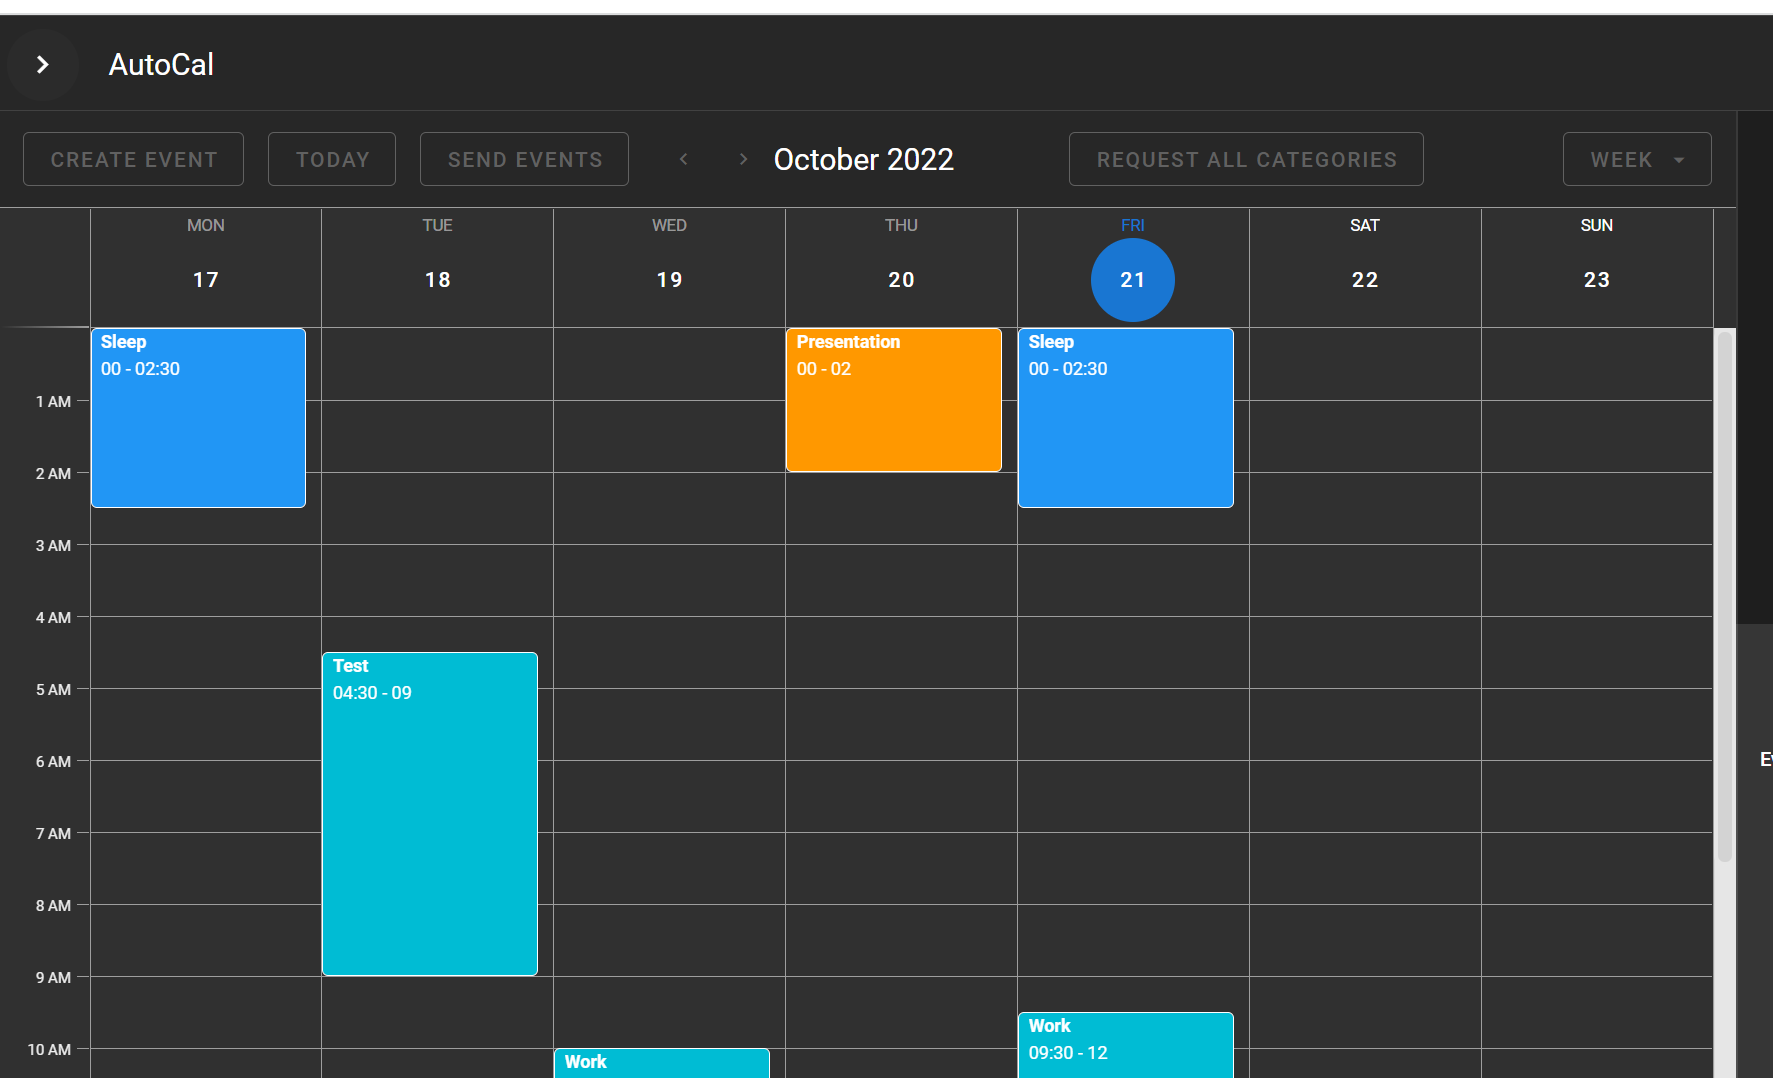 AutoCal
CREATE EVENT TODAY SEND EVENTS October 2022 REQUEST ALL CATEGORIES WEEK
MON TUE WED THU FRI SAT SUN
17 18 19 20 21 22 23
Sleep Presentation Sleep
00 - 02:30 00 - 02 00 - 02:30
1 AM
2 AM
3 AM
4 AM
Test
5 AM 04:30 - 09
6 AM
7 AM
8 AM
9 AM
Work
10 AM 09:30 - 12
Work